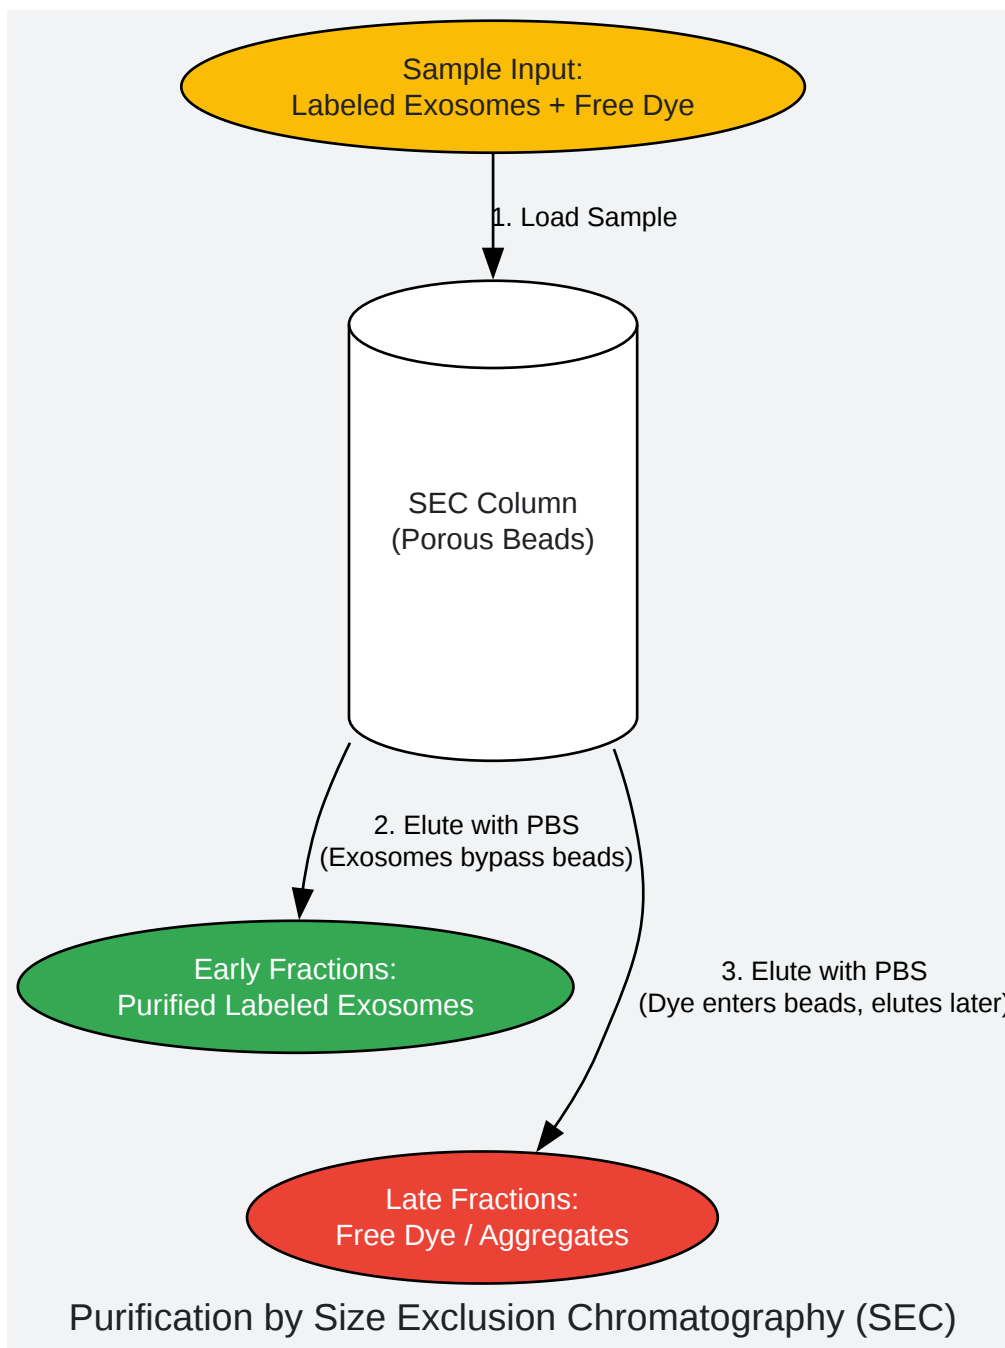 Sample Input:
Labeled Exosomes + Free Dye
1. Load Sample
SEC Column
(Porous Beads)
2. Elute with PBS
(Exosomes bypass beads)
Early Fractions:
Purified Labeled Exosomes
3. Elute with PBS
(Dye enters beads, elutes later)
Late Fractions:
Free Dye / Aggregates
Purification by Size Exclusion Chromatography (SEC)